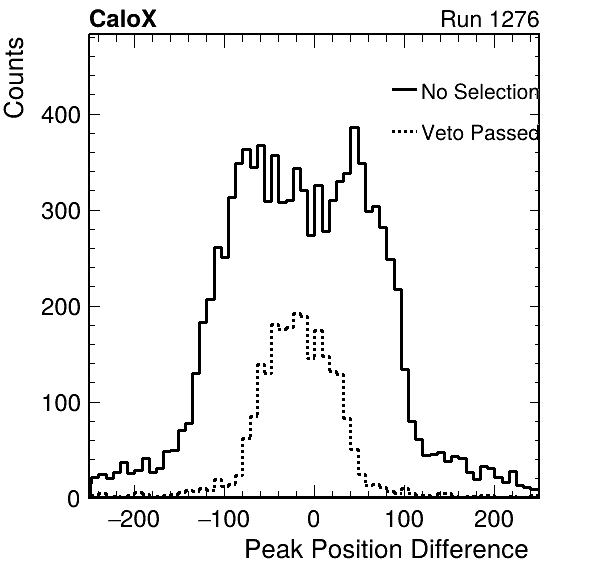 CaloX Run 1276
Counts
No Selection
Veto Passed
400
300
200
100
0
−200 −100 0 100 200
Peak Position Difference